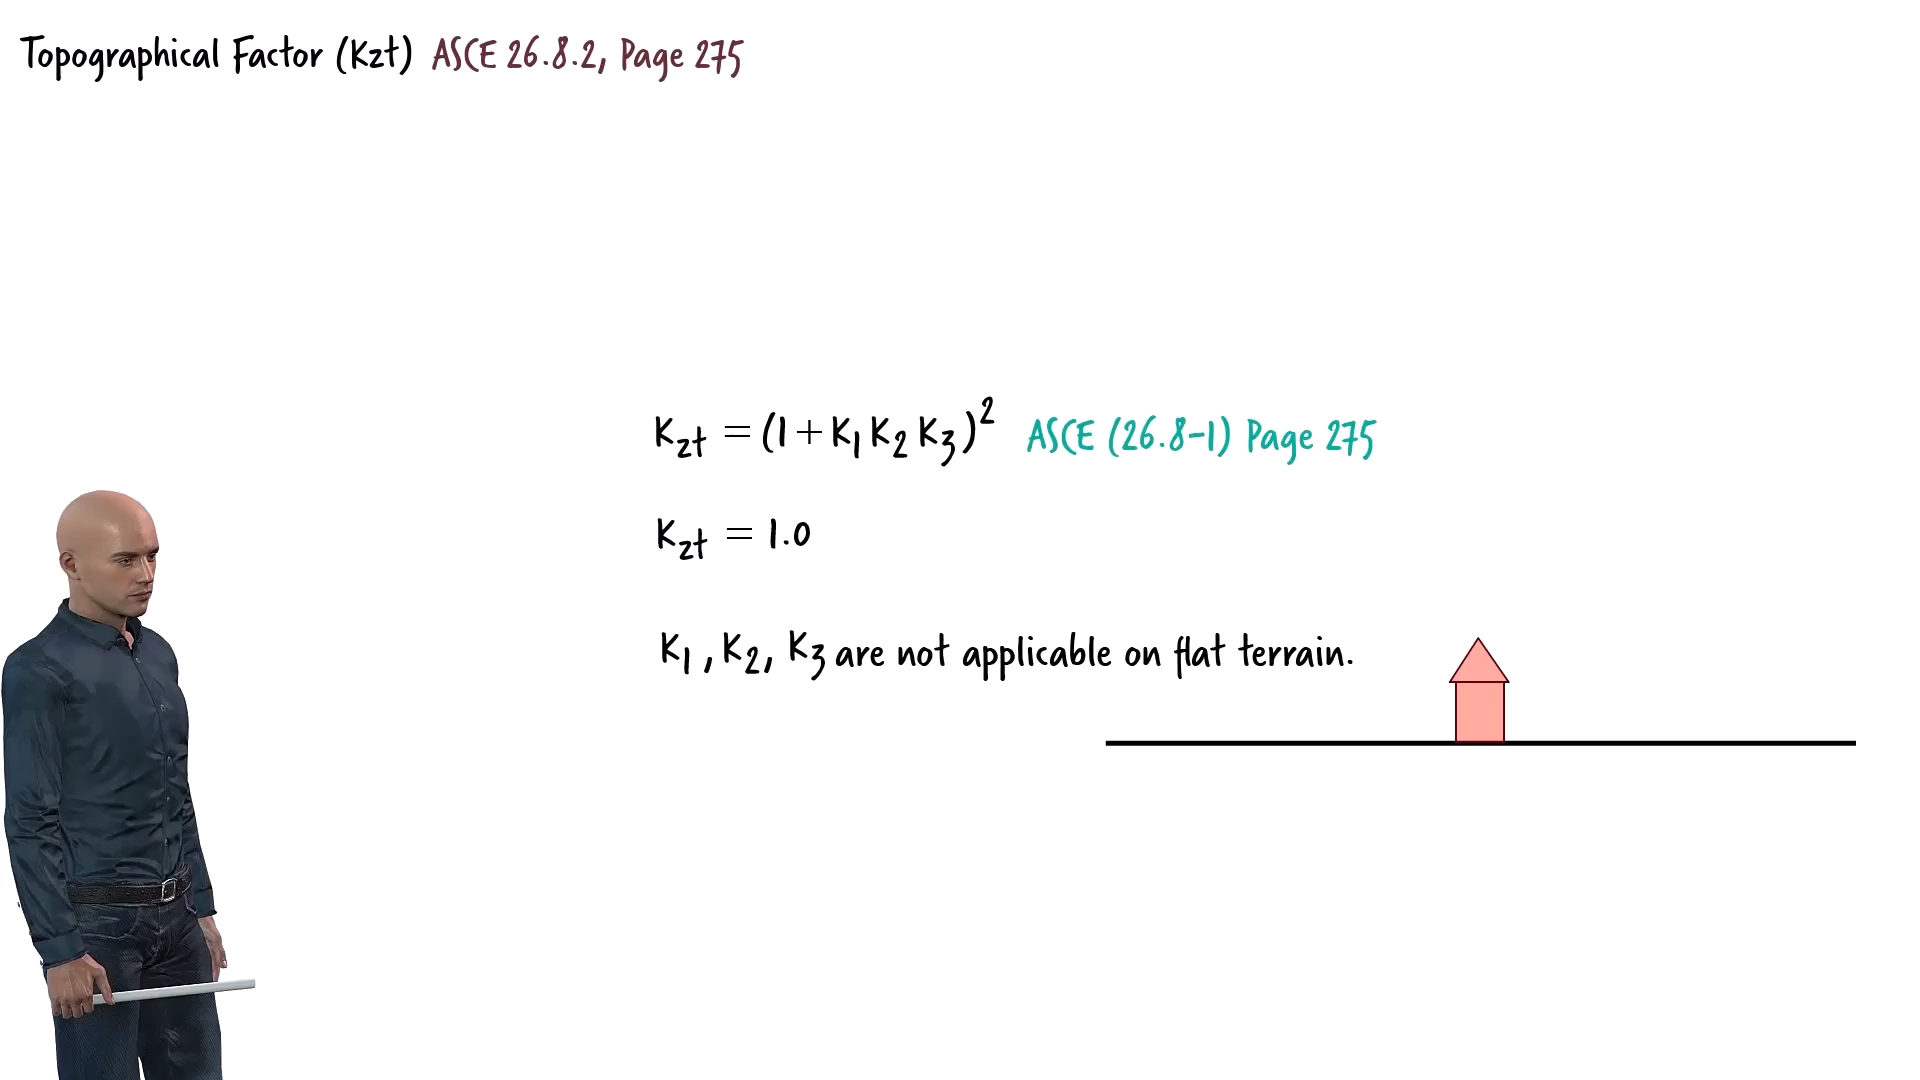 Topographical Factor (Kzt) ASCE 26.8.2, Page 275
Kzt = (1+K1 K2 K3)² ASCE (26.8-1) Page 275
Kzt = 1.0
K1, K2, K3 are not applicable on flat terrain.